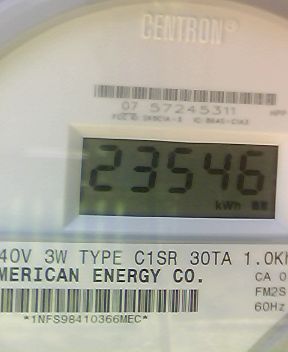 CENTRON®
07 57245311
23546
kWh
40V 3W TYPE C1SR 30TA 1.0Kh
MERICAN ENERGY CO.
CA 0
FM2S
60Hz
*1NFS98410366MEC*